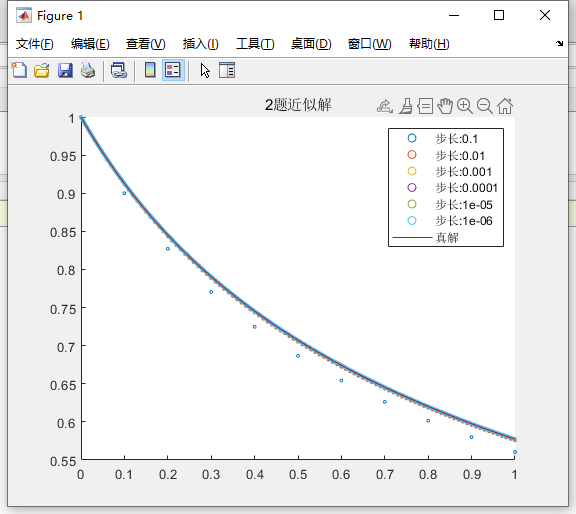 Figure 1
文件(F) 编辑(E) 查看(V) 插入(I) 工具(T) 桌面(D) 窗口(W) 帮助(H)
2题近似解
步长:0.1
步长:0.01
步长:0.001
步长:0.0001
步长:1e-05
步长:1e-06
真解
1
0.95
0.9
0.85
0.8
0.75
0.7
0.65
0.6
0.55
0 0.1 0.2 0.3 0.4 0.5 0.6 0.7 0.8 0.9 1